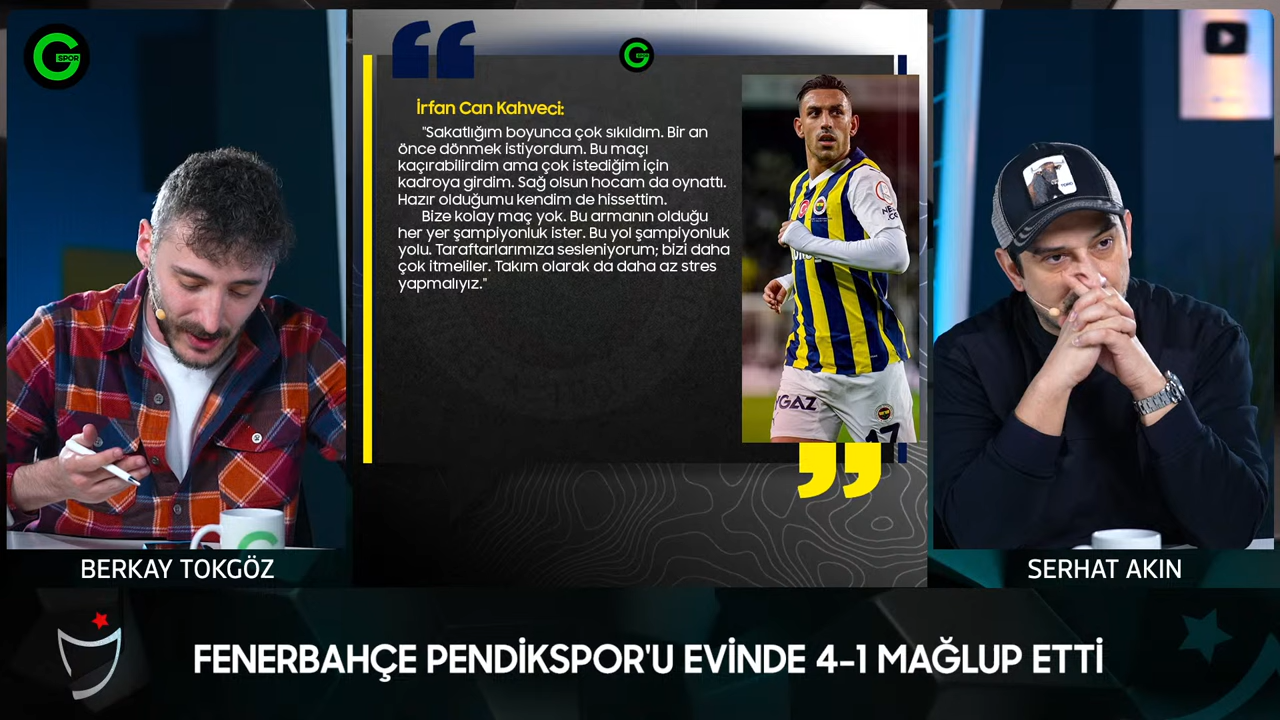 G SPOR
G
İrfan Can Kahveci:
"Sakatlığım boyunca çok sıkıldım. Bir an
önce dönmek istiyordum. Bu maçı
kaçırabilirdim ama çok istediğim için
kadroya girdim. Sağ olsun hocam da oynattı.
Hazır olduğumu kendim de hissettim.
Bize kolay maç yok. Bu armanın olduğu
her yer şampiyonluk ister. Bu yol şampiyonluk
yolu. Taraftarlarımıza sesleniyorum; bizi daha
çok itmeliler. Takım olarak da daha az stres
yapmalıyız."
YGAZ
17
BERKAY TOKGÖZ
SERHAT AKIN
FENERBAHÇE PENDİKSPOR'U EVİNDE 4-1 MAĞLUP ETTİ